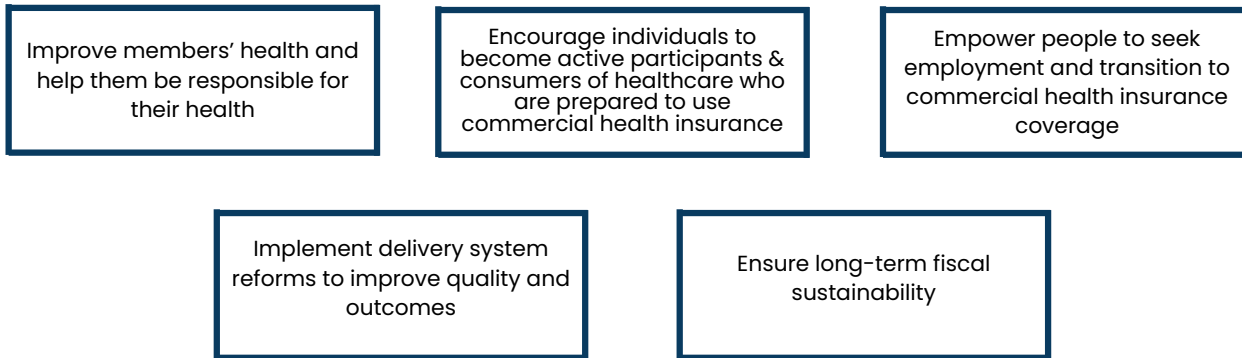 Improve members’ health and
help them be responsible for
their health
Encourage individuals to
become active participants &
consumers of healthcare who
are prepared to use
commercial health insurance
Empower people to seek
employment and transition to
commercial health insurance
coverage
Implement delivery system
reforms to improve quality and
outcomes
Ensure long-term fiscal
sustainability